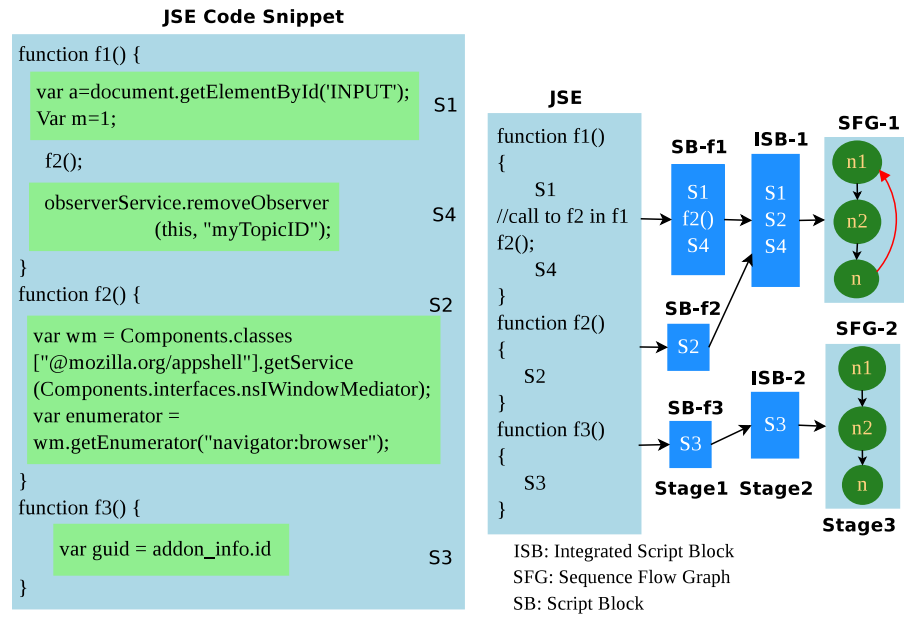 JSE Code Snippet
function f1() {
var a=document.getElementById('INPUT');
Var m=1;
S1
f2();
observerService.removeObserver
(this, "myTopicID");
S4
}
function f2() {
S2
var wm = Components.classes
["@mozilla.org/appshell"].getService
(Components.interfaces.nsIWindowMediator);
var enumerator =
wm.getEnumerator("navigator:browser");
}
function f3() {
var guid = addon_info.id
S3
}
JSE
function f1()
{
S1
//call to f2 in f1
f2();
S4
}
function f2()
{
S2
}
function f3()
{
S3
}
SB-f1
S1
f2()
S4
SB-f2
S2
SB-f3
S3
Stage1
ISB-1
S1
S2
S4
ISB-2
S3
Stage2
SFG-1
n1
n2
n
SFG-2
n1
n2
n
Stage3
ISB: Integrated Script Block
SFG: Sequence Flow Graph
SB: Script Block